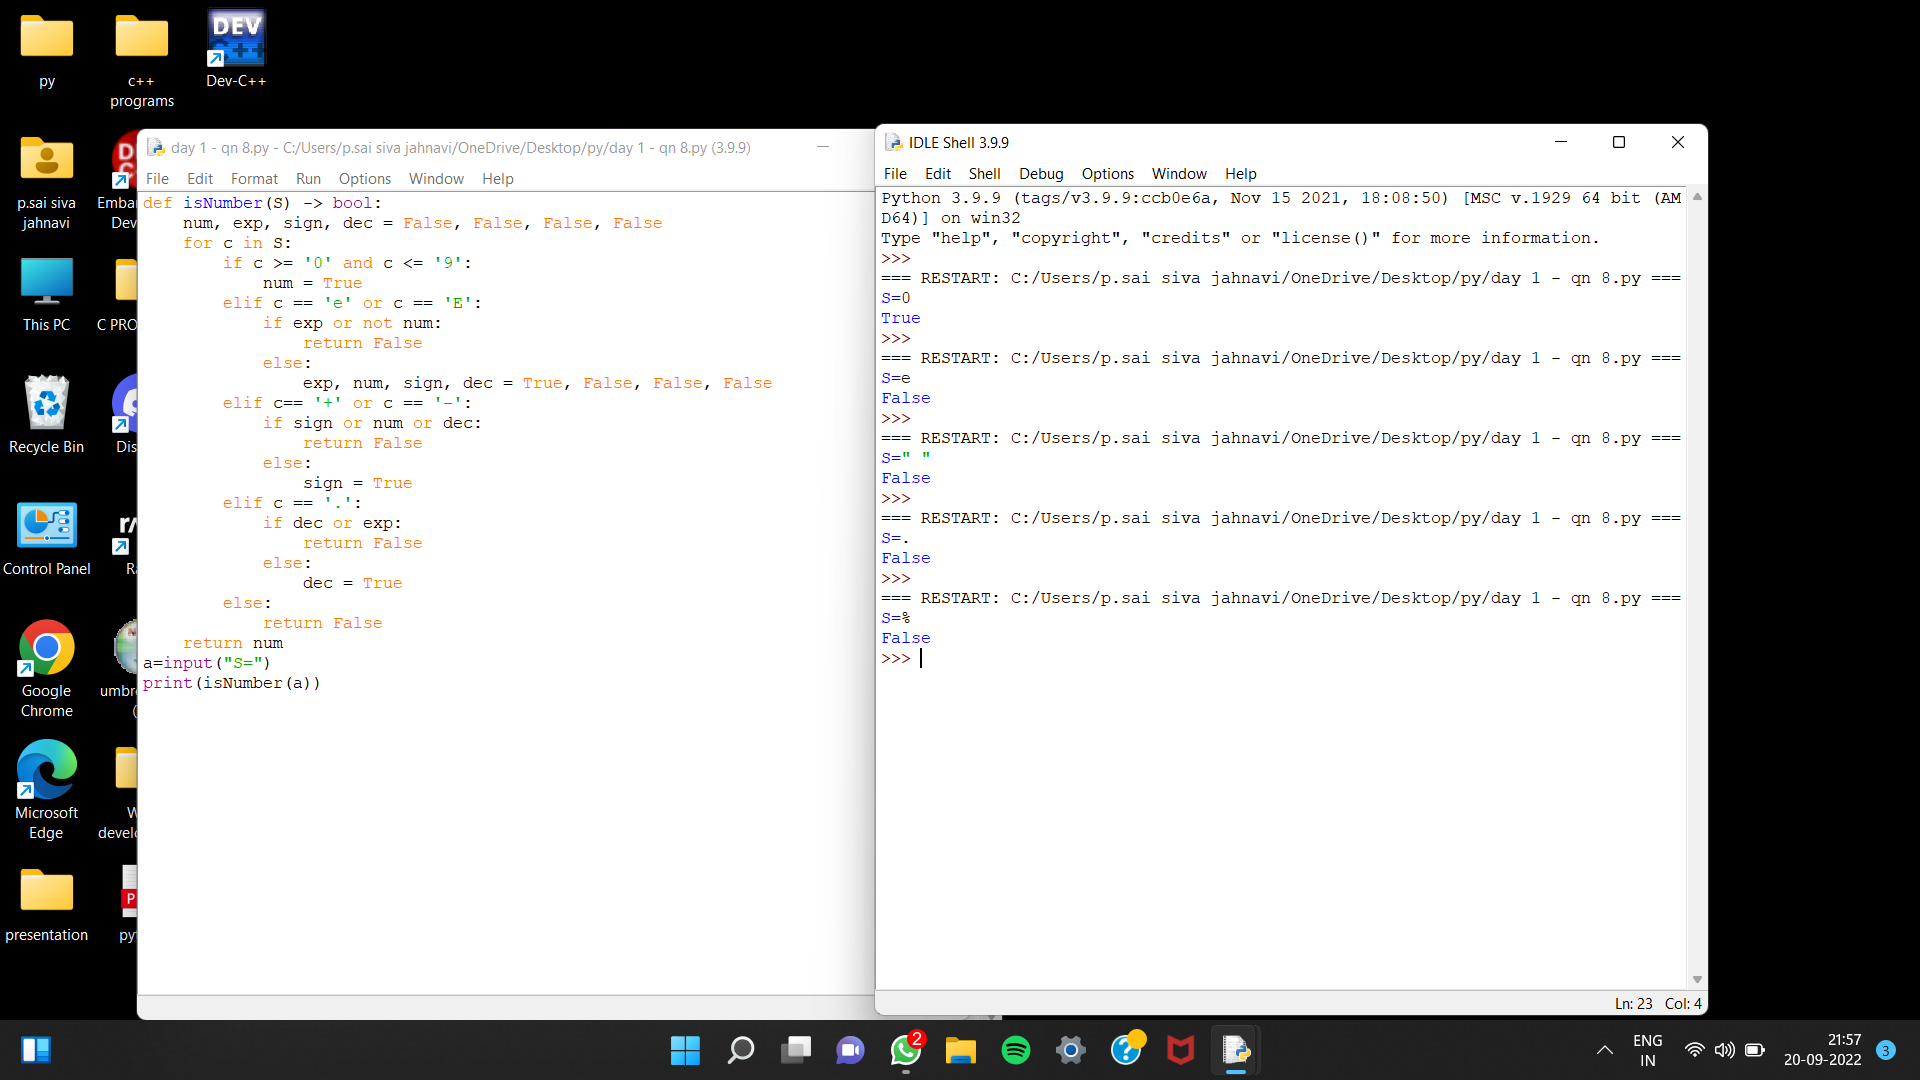 py
c++
programs
DEV
C++
Dev-C++
p.sai siva
jahnavi
Emba
Dev
This PC
C PRO
Recycle Bin
Dis
Control Panel
Google
Chrome
umbr
(
Microsoft
Edge
W
devel
presentation
py
day 1 - qn 8.py - C:/Users/p.sai siva jahnavi/OneDrive/Desktop/py/day 1 - qn 8.py (3.9.9)
File Edit Format Run Options Window Help
def isNumber(S) -> bool:
    num, exp, sign, dec = False, False, False, False
    for c in S:
        if c >= '0' and c <= '9':
            num = True
        elif c == 'e' or c == 'E':
            if exp or not num:
                return False
            else:
                exp, num, sign, dec = True, False, False, False
        elif c== '+' or c == '-':
            if sign or num or dec:
                return False
            else:
                sign = True
        elif c == '.':
            if dec or exp:
                return False
            else:
                dec = True
        else:
            return False
    return num
a=input("S=")
print(isNumber(a))
IDLE Shell 3.9.9
File Edit Shell Debug Options Window Help
Python 3.9.9 (tags/v3.9.9:ccb0e6a, Nov 15 2021, 18:08:50) [MSC v.1929 64 bit (AM
D64)] on win32
Type "help", "copyright", "credits" or "license()" for more information.
>>>
=== RESTART: C:/Users/p.sai siva jahnavi/OneDrive/Desktop/py/day 1 - qn 8.py ===
S=0
True
>>>
=== RESTART: C:/Users/p.sai siva jahnavi/OneDrive/Desktop/py/day 1 - qn 8.py ===
S=e
False
>>>
=== RESTART: C:/Users/p.sai siva jahnavi/OneDrive/Desktop/py/day 1 - qn 8.py ===
S=" "
False
>>>
=== RESTART: C:/Users/p.sai siva jahnavi/OneDrive/Desktop/py/day 1 - qn 8.py ===
S=.
False
>>>
=== RESTART: C:/Users/p.sai siva jahnavi/OneDrive/Desktop/py/day 1 - qn 8.py ===
S=%
False
>>>
Ln: 23 Col: 4
2
ENG
IN
21:57
20-09-2022
3